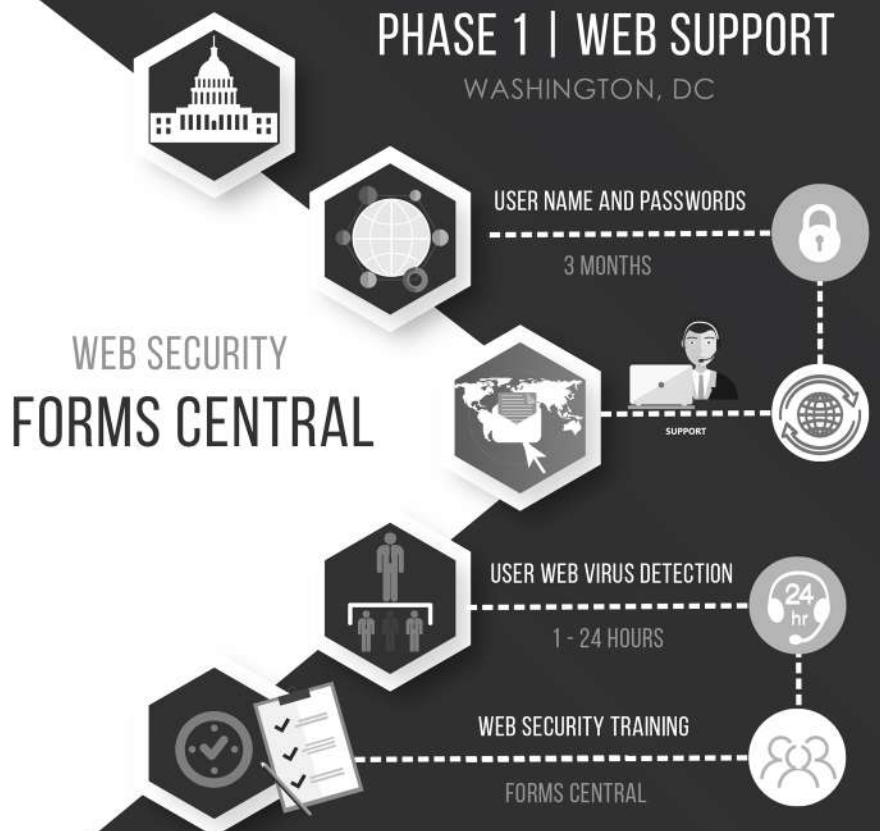 PHASE 1 | WEB SUPPORT
WASHINGTON, DC
USER NAME AND PASSWORDS
3 MONTHS
WEB SECURITY
FORMS CENTRAL
SUPPORT
USER WEB VIRUS DETECTION
1 - 24 HOURS
24
hr
WEB SECURITY TRAINING
FORMS CENTRAL